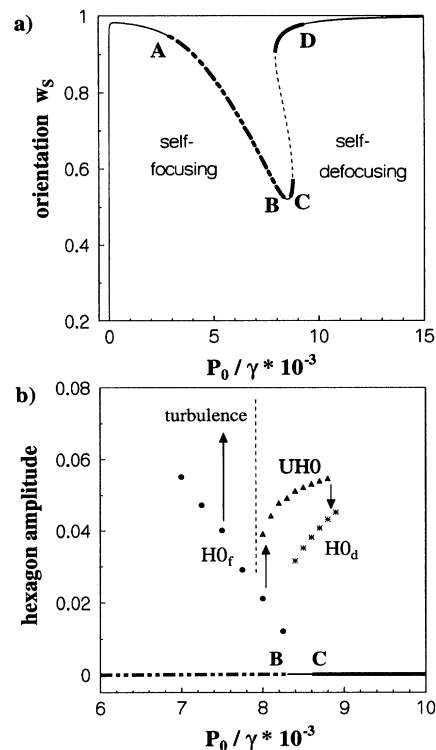 a)
1
0.8
0.6
0.4
0.2
orientation w_S
A
D
self-
focusing
self-
defocusing
B
C
0
5
10
15
P_0 / γ * 10^-3
b)
0.08
0.06
0.04
0.02
0
hexagon amplitude
turbulence
UH0
H0_f
H0_d
B
C
6
7
8
9
10
P_0 / γ * 10^-3